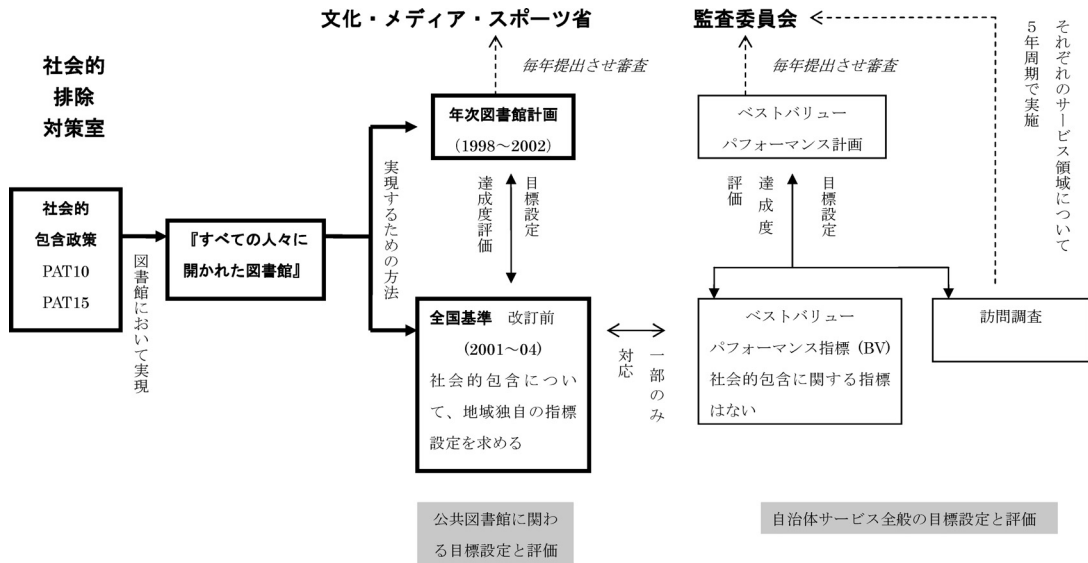 文化・メディア・スポーツ省
監査委員会
それぞれのサービス領域について
5年周期で実施
社会的
排除
対策室
毎年提出させ審査
毎年提出させ審査
年次図書館計画
(1998～2002)
ベストバリュー
パフォーマンス計画
実現するための方法
目標設定
達成度評価
目標設定
達成度
評価
社会的
包含政策
PAT10
PAT15
『すべての人々に
開かれた図書館』
図書館において実現
全国基準 改訂前
(2001～04)
社会的包含につい
て、地域独自の指標
設定を求める
一部のみ
対応
ベストバリュー
パフォーマンス指標 (BV)
社会的包含に関する指標
はない
訪問調査
公共図書館に関わ
る目標設定と評価
自治体サービス全般の目標設定と評価